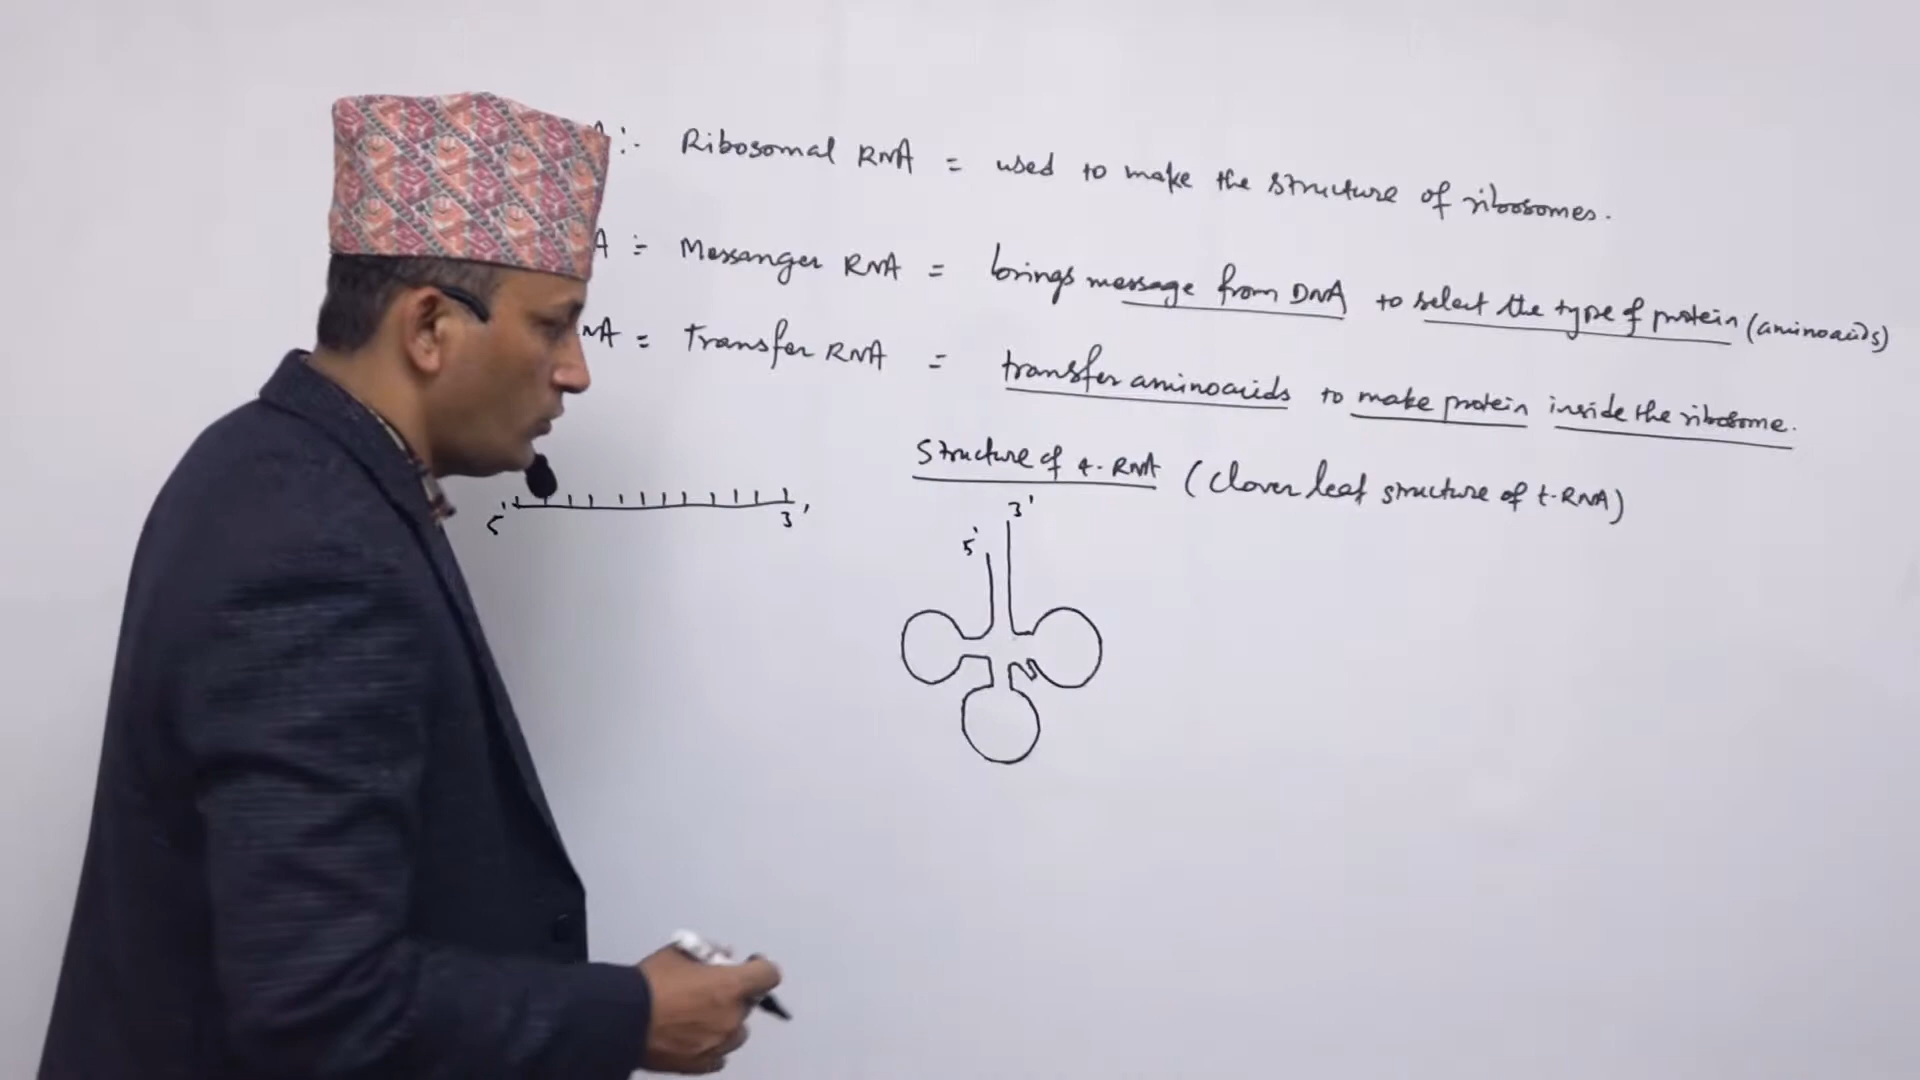 A :- Ribosomal RNA = used to make the structure of ribosomes.
A :- Messanger RNA = brings message from DNA to select the type of protein (aminoacids)
NA = Transfer RNA = transfer aminoacids to make protein inside the ribosome.
Structure of t-RNA (Clover leaf structure of t-RNA)
5' 3'
5' 3'